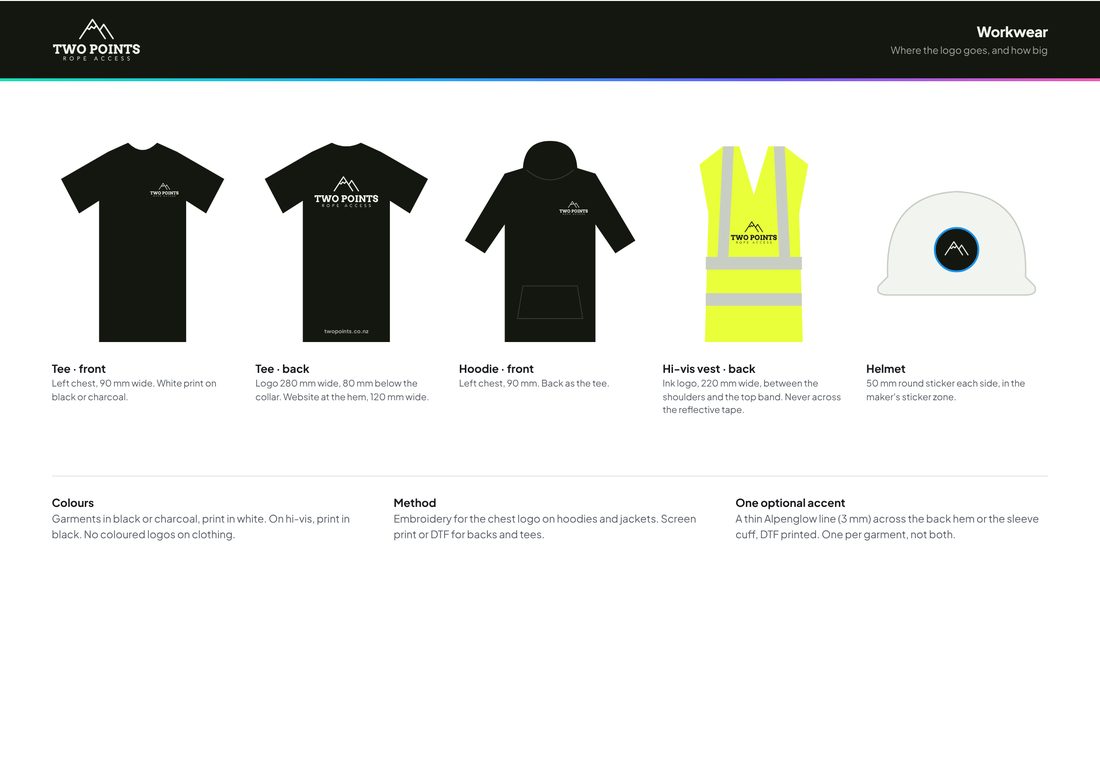 TWO POINTS
ROPE ACCESS
Workwear
Where the logo goes, and how big
TWO POINTS
ROPE ACCESS
TWO POINTS
ROPE ACCESS
twopoints.co.nz
TWO POINTS
ROPE ACCESS
TWO POINTS
ROPE ACCESS
Tee · front
Left chest, 90 mm wide. White print on
black or charcoal.
Tee · back
Logo 280 mm wide, 80 mm below the
collar. Website at the hem, 120 mm wide.
Hoodie · front
Left chest, 90 mm. Back as the tee.
Hi-vis vest · back
Ink logo, 220 mm wide, between the
shoulders and the top band. Never across
the reflective tape.
Helmet
50 mm round sticker each side, in the
maker's sticker zone.
Colours
Garments in black or charcoal, print in white. On hi-vis, print in
black. No coloured logos on clothing.
Method
Embroidery for the chest logo on hoodies and jackets. Screen
print or DTF for backs and tees.
One optional accent
A thin Alpenglow line (3 mm) across the back hem or the sleeve
cuff, DTF printed. One per garment, not both.